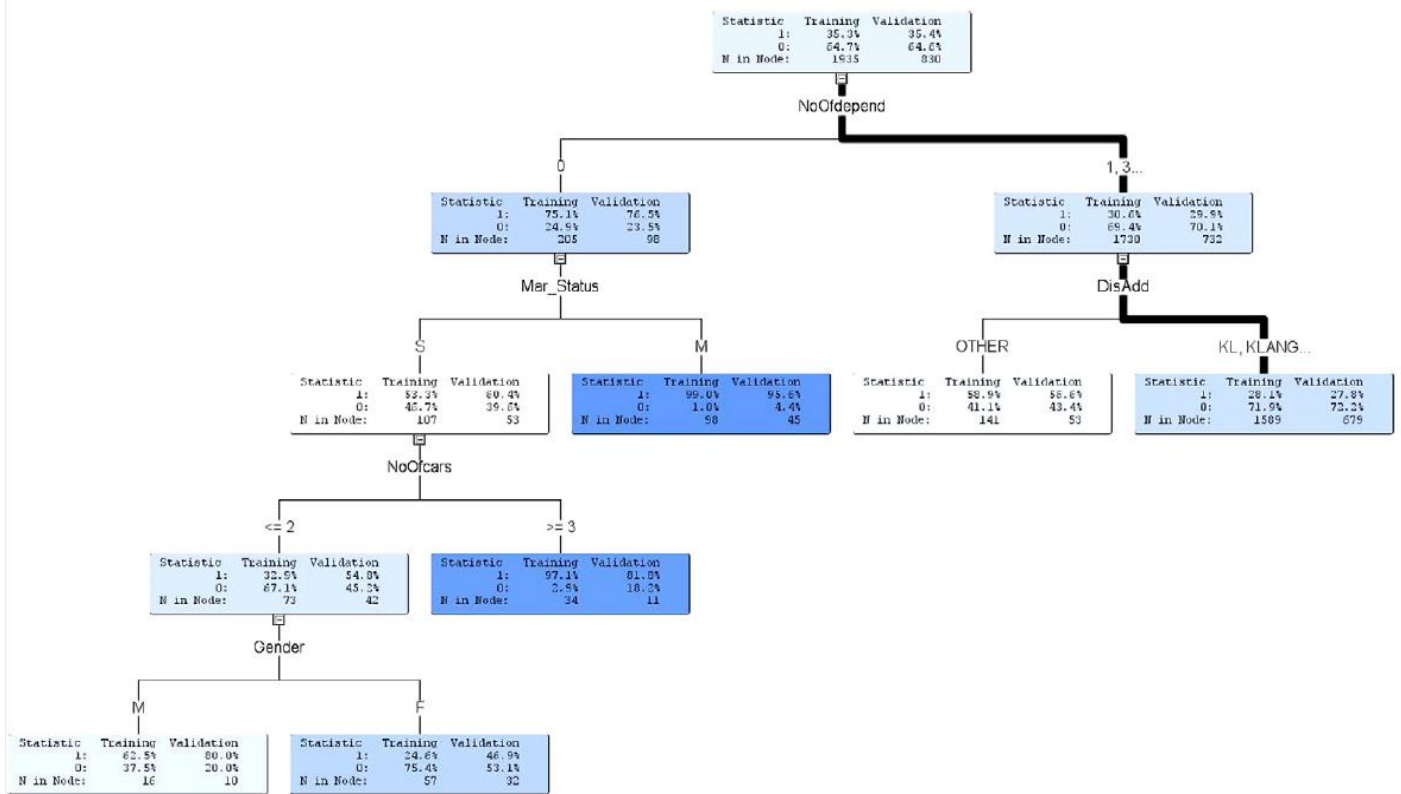 Statistic Training Validation
1: 35.3% 35.4%
0: 64.7% 64.6%
N in Node: 1935 830
NoOfdepend
0
1, 3...
Statistic Training Validation
1: 75.1% 76.5%
0: 24.9% 23.5%
N in Node: 205 98
Statistic Training Validation
1: 30.6% 29.9%
0: 69.4% 70.1%
N in Node: 1730 732
Mar_Status
DisAdd
S
M
OTHER
KL, KLANG...
Statistic Training Validation
1: 53.3% 60.4%
0: 46.7% 39.6%
N in Node: 107 53
Statistic Training Validation
1: 99.0% 95.6%
0: 1.0% 4.4%
N in Node: 98 45
Statistic Training Validation
1: 58.9% 56.6%
0: 41.1% 43.4%
N in Node: 141 53
Statistic Training Validation
1: 28.1% 27.8%
0: 71.9% 72.2%
N in Node: 1589 679
NoOfcars
<= 2
>= 3
Statistic Training Validation
1: 32.9% 54.8%
0: 67.1% 45.2%
N in Node: 73 42
Statistic Training Validation
1: 97.1% 81.8%
0: 2.9% 18.2%
N in Node: 34 11
Gender
M
F
Statistic Training Validation
1: 62.5% 80.0%
0: 37.5% 20.0%
N in Node: 16 10
Statistic Training Validation
1: 24.6% 46.9%
0: 75.4% 53.1%
N in Node: 57 32